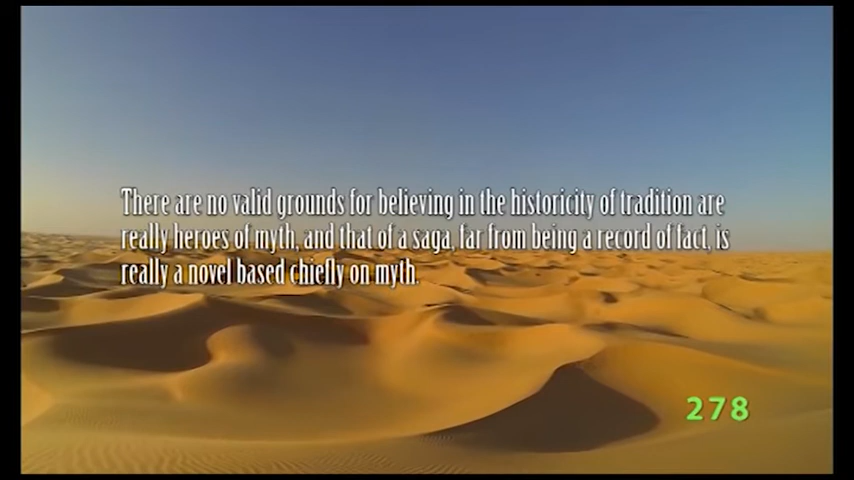 There are no valid grounds for believing in the historicity of tradition are
really heroes of myth, and that of a saga, far from being a record of fact, is
really a novel based chiefly on myth.
278